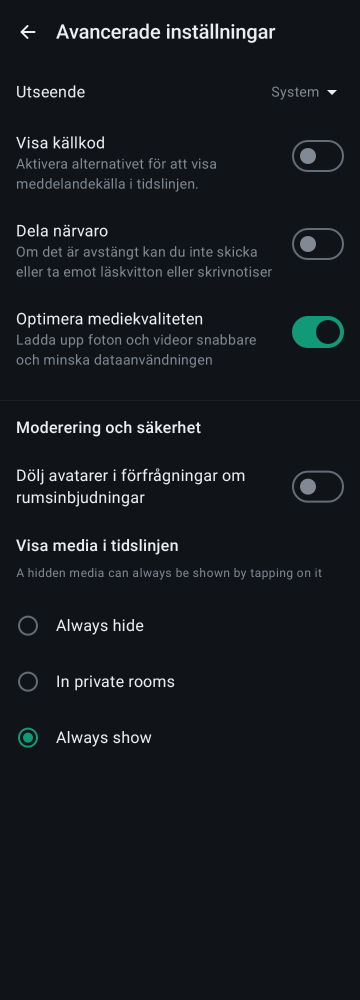 Avancerade inställningar
Utseende
System
Visa källkod
Aktivera alternativet för att visa
meddelandekälla i tidslinjen.
Dela närvaro
Om det är avstängt kan du inte skicka
eller ta emot läskvitton eller skrivnotiser
Optimera mediekvaliteten
Ladda upp foton och videor snabbare
och minska dataanvändningen
Moderering och säkerhet
Dölj avatarer i förfrågningar om
rumsinbjudningar
Visa media i tidslinjen
A hidden media can always be shown by tapping on it
Always hide
In private rooms
Always show